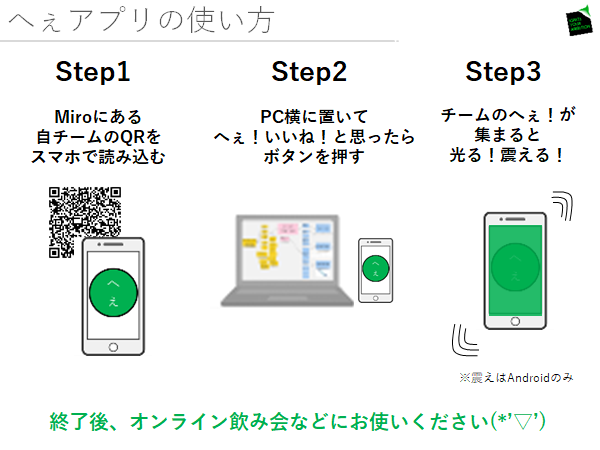 へぇアプリの使い方
Step1
Miroにある
自チームのQRを
スマホで読み込む
へ
ぇ
Step2
PC横に置いて
へぇ！いいね！と思ったら
ボタンを押す
へ
ぇ
Step3
チームのへぇ！が
集まると
光る！震える！
へ
ぇ
※震えはAndroidのみ
終了後、オンライン飲み会などにお使いください(*’▽’)